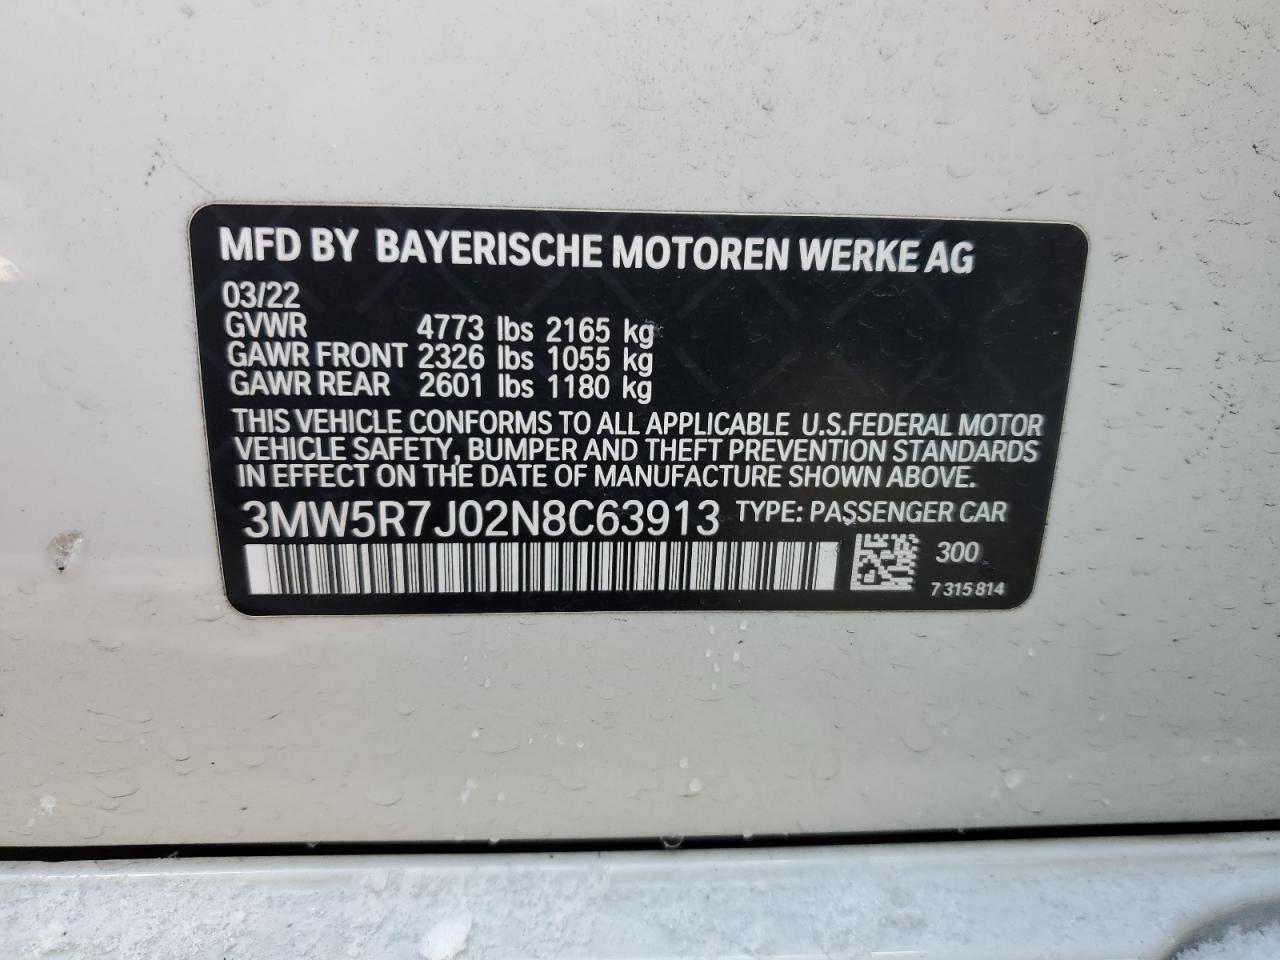 MFD BY BAYERISCHE MOTOREN WERKE AG
03/22
GVWR 4773 lbs 2165 kg
GAWR FRONT 2326 lbs 1055 kg
GAWR REAR 2601 lbs 1180 kg
THIS VEHICLE CONFORMS TO ALL APPLICABLE U.S.FEDERAL MOTOR
VEHICLE SAFETY, BUMPER AND THEFT PREVENTION STANDARDS
IN EFFECT ON THE DATE OF MANUFACTURE SHOWN ABOVE.
3MW5R7J02N8C63913 TYPE: PASSENGER CAR
300
7 315 814